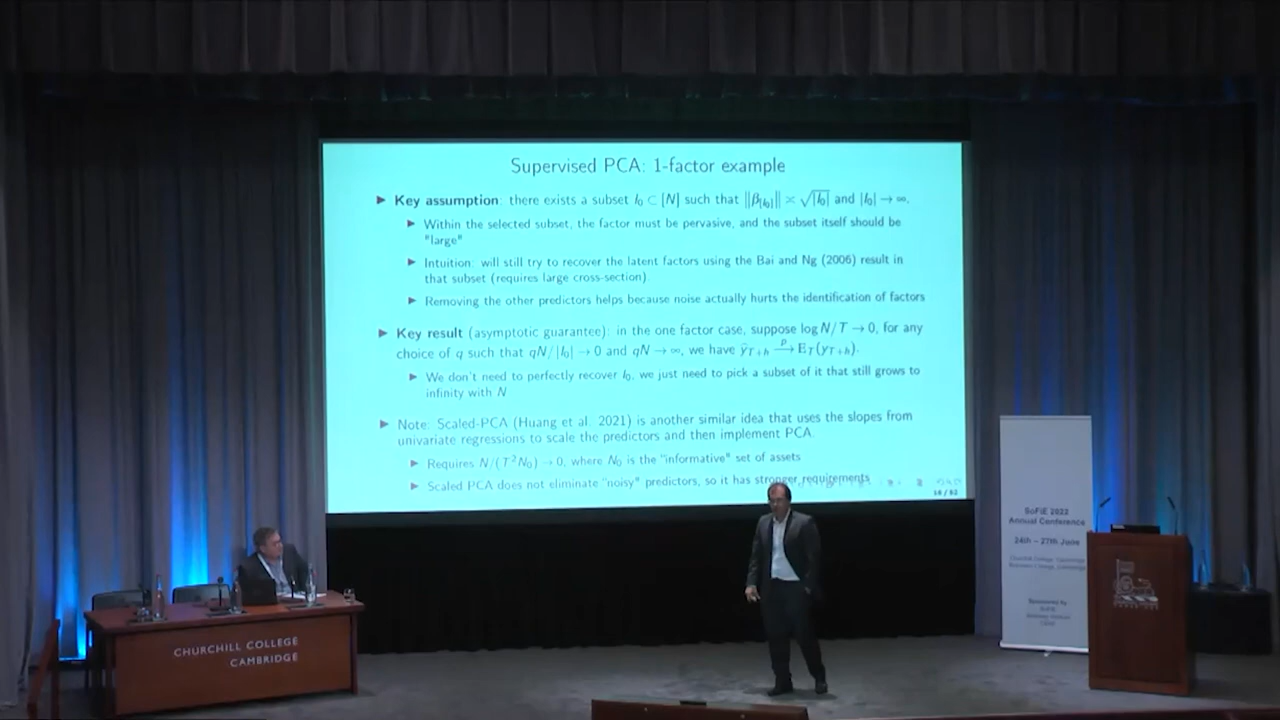 Supervised PCA: 1-factor example
► Key assumption: there exists a subset I₀ ⊂ [N] such that ‖β[I₀]‖ ≍ √|I₀| and |I₀| → ∞.
► Within the selected subset, the factor must be pervasive, and the subset itself should be
"large"
► Intuition: will still try to recover the latent factors using the Bai and Ng (2006) result in
that subset (requires large cross-section)
► Removing the other predictors helps because noise actually hurts the identification of factors
► Key result (asymptotic guarantee): in the one factor case, suppose log N/T → 0, for any
choice of q such that qN/|I₀| → 0 and qN → ∞, we have ŷT+h →p ET(yT+h).
► We don't need to perfectly recover I₀, we just need to pick a subset of it that still grows to
infinity with N
► Note: Scaled-PCA (Huang et al. 2021) is another similar idea that uses the slopes from
univariate regressions to scale the predictors and then implement PCA.
► Requires N/(T²N₀) → 0, where N₀ is the "informative" set of assets
► Scaled PCA does not eliminate "noisy" predictors, so it has stronger requirements
CHURCHILL COLLEGE
CAMBRIDGE
SoFiE 2022
Annual Conference
24th – 27th June
Sponsored by